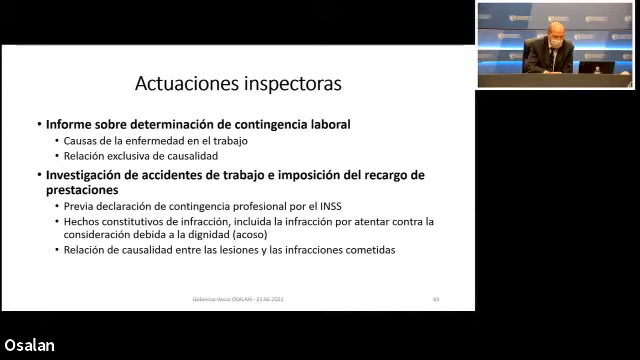 Actuaciones inspectoras
• Informe sobre determinación de contingencia laboral
• Causas de la enfermedad en el trabajo
• Relación exclusiva de causalidad
• Investigación de accidentes de trabajo e imposición del recargo de
prestaciones
• Previa declaración de contingencia profesional por el INSS
• Hechos constitutivos de infracción, incluida la infracción por atentar contra la
consideración debida a la dignidad (acoso)
• Relación de causalidad entre las lesiones y las infracciones cometidas
Gobierno Vasco OSALAN - 23.06.2022
Osalan